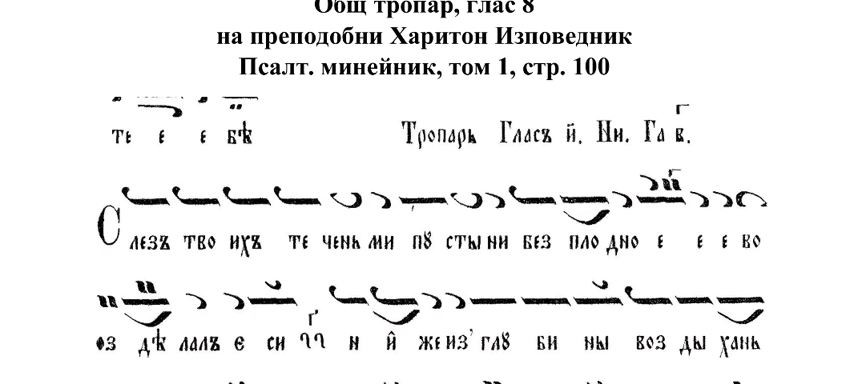 Общ тропар, глас 8
на преподобни Харитон Изповедник
Псалт. минейник, том 1, стр. 100
те е е бѣ Тропарь Гласъ й. Ни. Га в.
Слезъ тво ихъ те чень ми пꙋ сты ни без пло дно е е е во
оз дѣ лалъ є си и й же из' глꙋ би ны воз ды хань